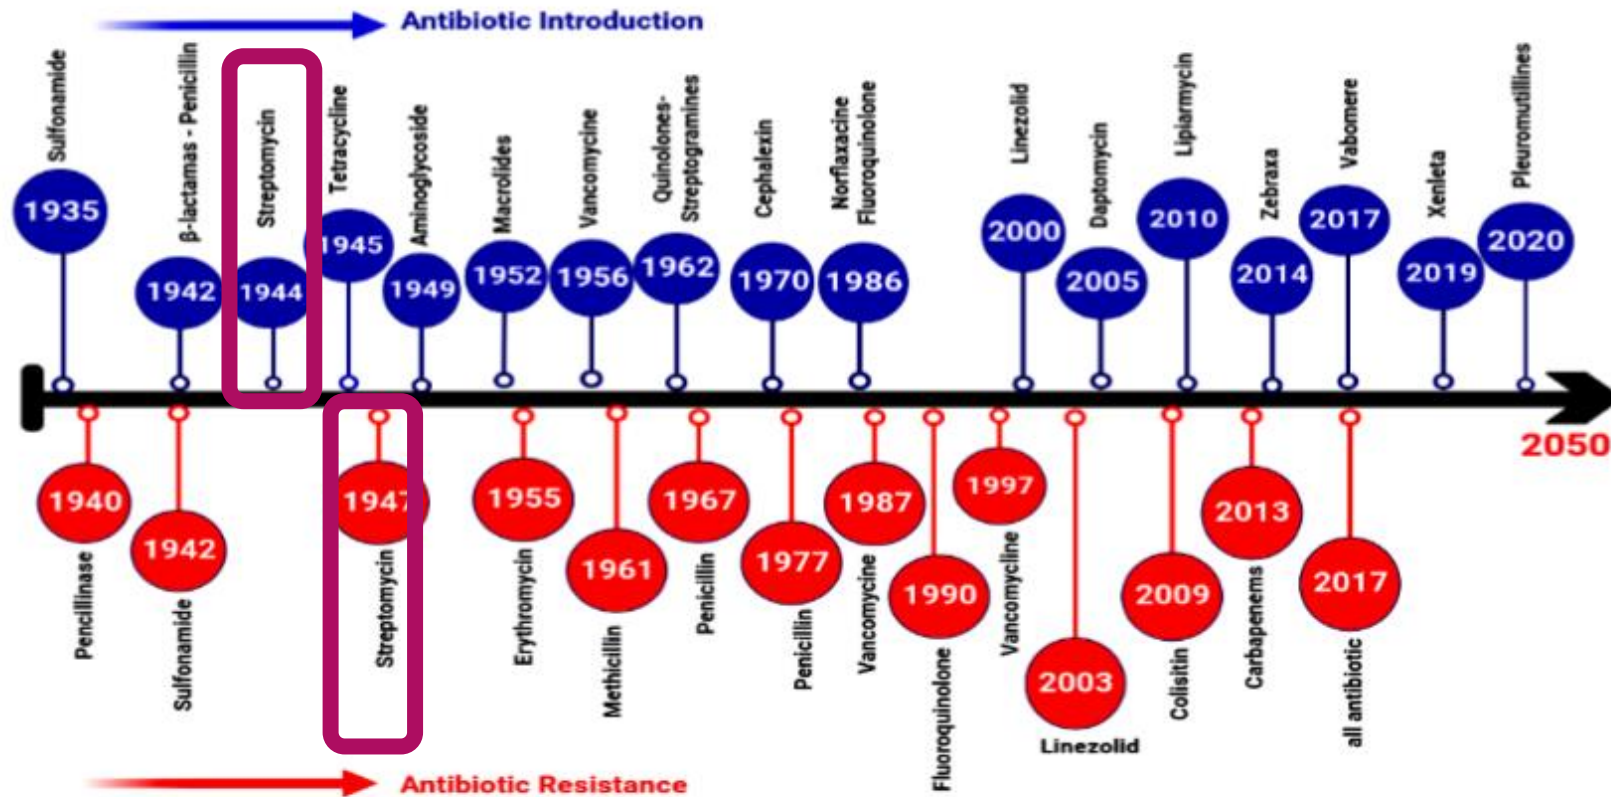 Antibiotic Introduction
Sulfonamide
β-lactamas - Penicillin
Streptomycin
Tetracycline
Aminoglycoside
Macrolides
Vancomycine
Quinolones-
Streptogramines
Cephalexin
Norflaxacine
Fluoroquinolone
Linezolid
Daptomycin
Lipiarmycin
Zebraxa
Vabomere
Xenleta
Pleuromutillines
1935
1942
1944
1945
1949
1952
1956
1962
1970
1986
2000
2005
2010
2014
2017
2019
2020
2050
1940
1942
1947
1955
1961
1967
1977
1987
1990
1997
2003
2009
2013
2017
Pencillinase
Sulfonamide
Streptomycin
Erythromycin
Methicillin
Penicillin
Penicillin
Vancomycine
Fluoroquinolone
Vancomycline
Linezolid
Colisitin
Carbapenems
all antibiotic
Antibiotic Resistance